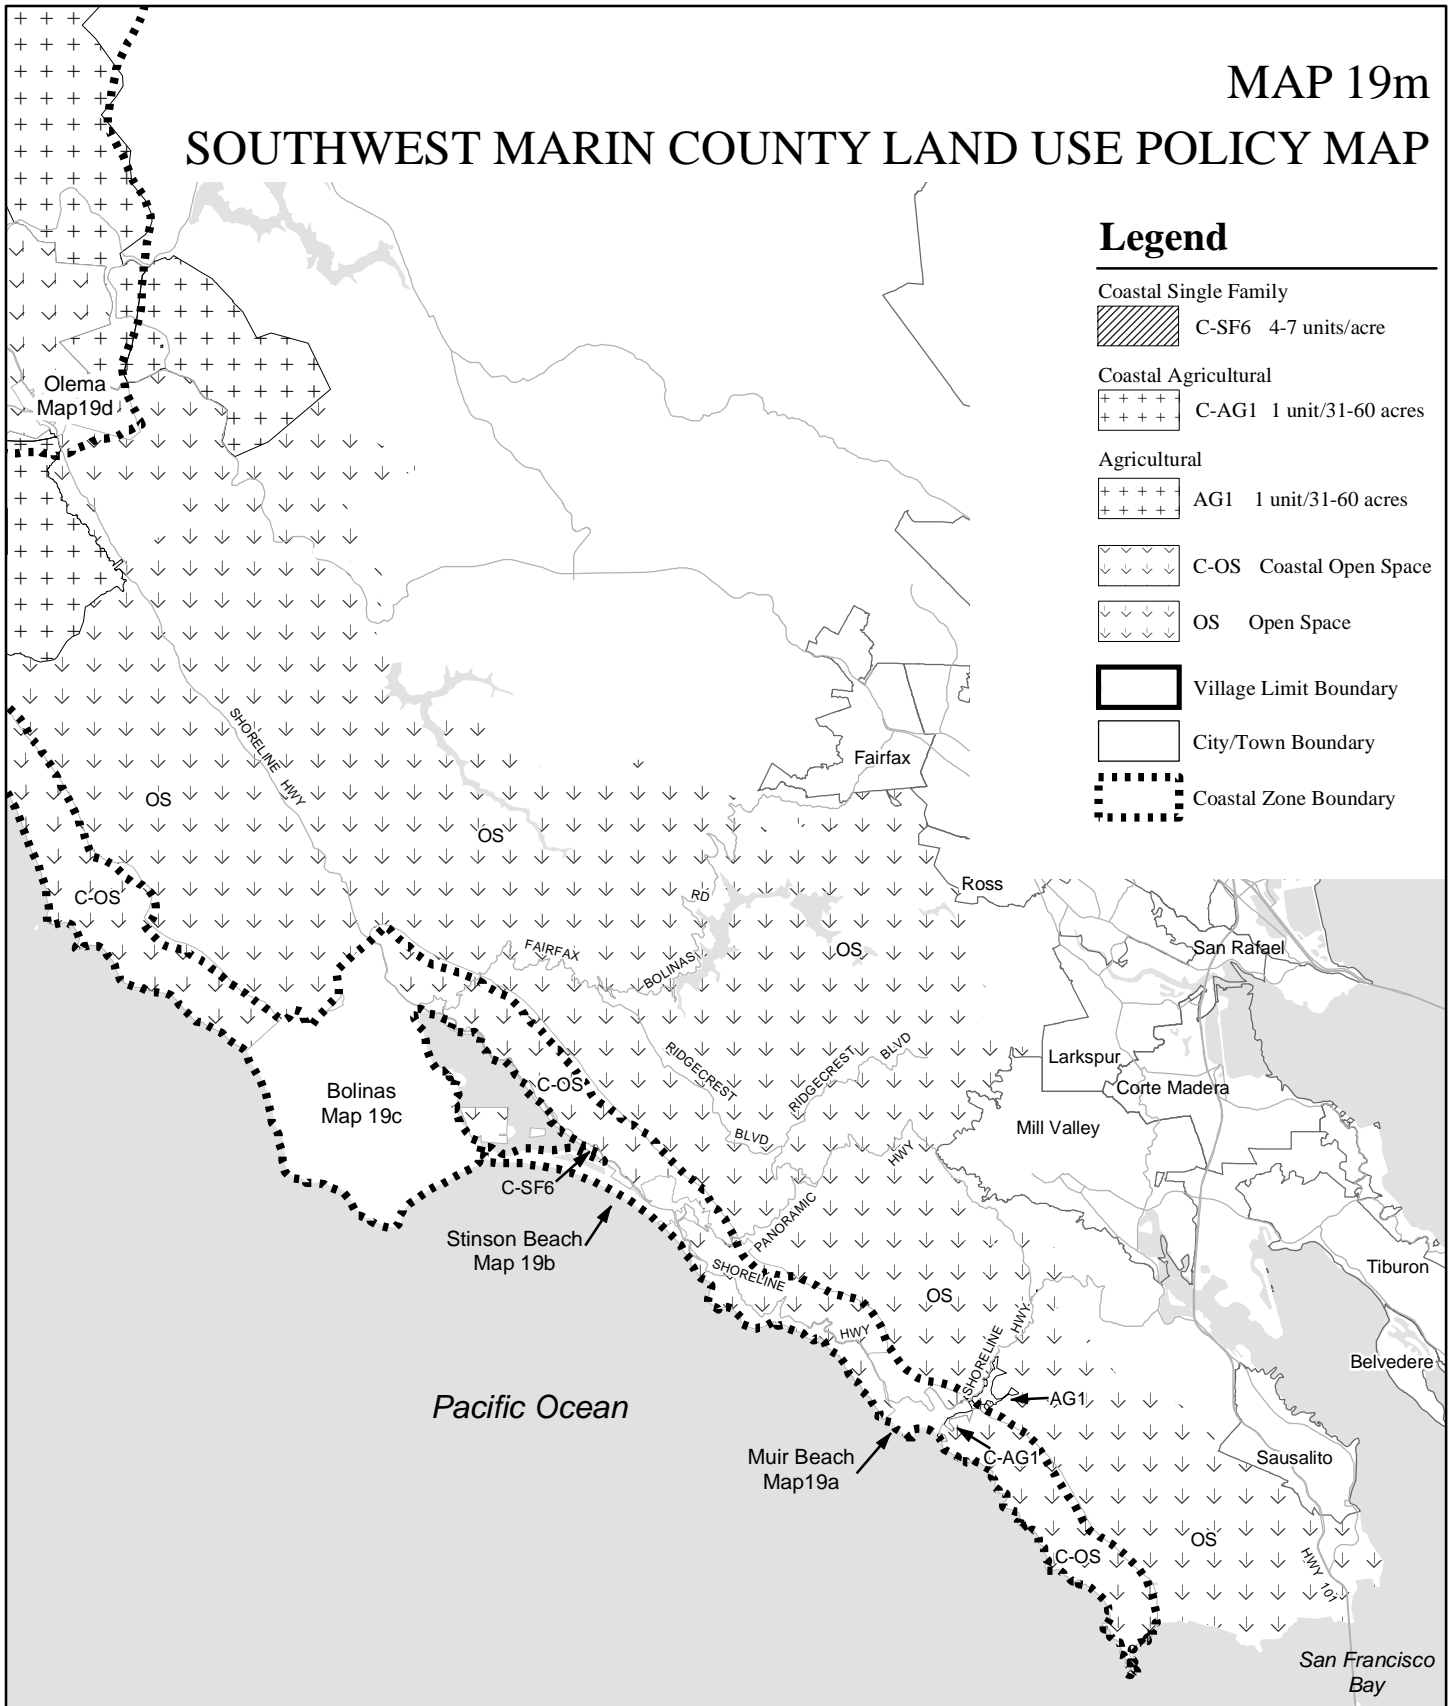 MAP 19m
SOUTHWEST MARIN COUNTY LAND USE POLICY MAP
Legend
Coastal Single Family
C-SF6 4-7 units/acre
Coastal Agricultural
C-AG1 1 unit/31-60 acres
Agricultural
AG1 1 unit/31-60 acres
C-OS Coastal Open Space
OS Open Space
Village Limit Boundary
City/Town Boundary
Coastal Zone Boundary
Olema
Map19d
SHORELINE HWY
Fairfax
OS
OS
C-OS
RD
Ross
FAIRFAX
BOLINAS
OS
San Rafael
RIDGECREST
BLVD
RIDGECREST
BLVD
Larkspur
Corte Madera
Mill Valley
Bolinas
Map 19c
C-OS
HWY
C-SF6
PANORAMIC
Stinson Beach
Map 19b
SHORELINE
HWY
Tiburon
OS
SHORELINE
HWY
Belvedere
Pacific Ocean
AG1
Muir Beach
Map19a
C-AG1
Sausalito
C-OS
OS
HWY 101
San Francisco
Bay